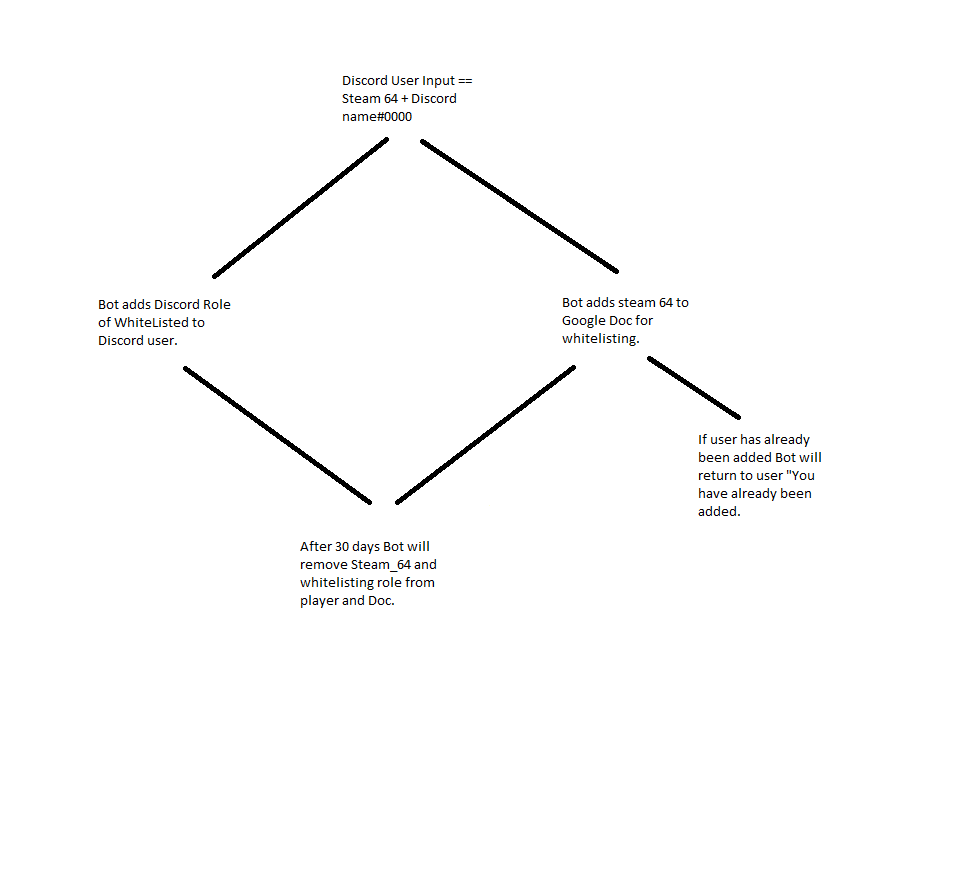 Discord User Input ==
Steam 64 + Discord
name#0000
Bot adds Discord Role
of WhiteListed to
Discord user.
Bot adds steam 64 to
Google Doc for
whitelisting.
If user has already
been added Bot will
return to user "You
have already been
added.
After 30 days Bot will
remove Steam_64 and
whitelisting role from
player and Doc.